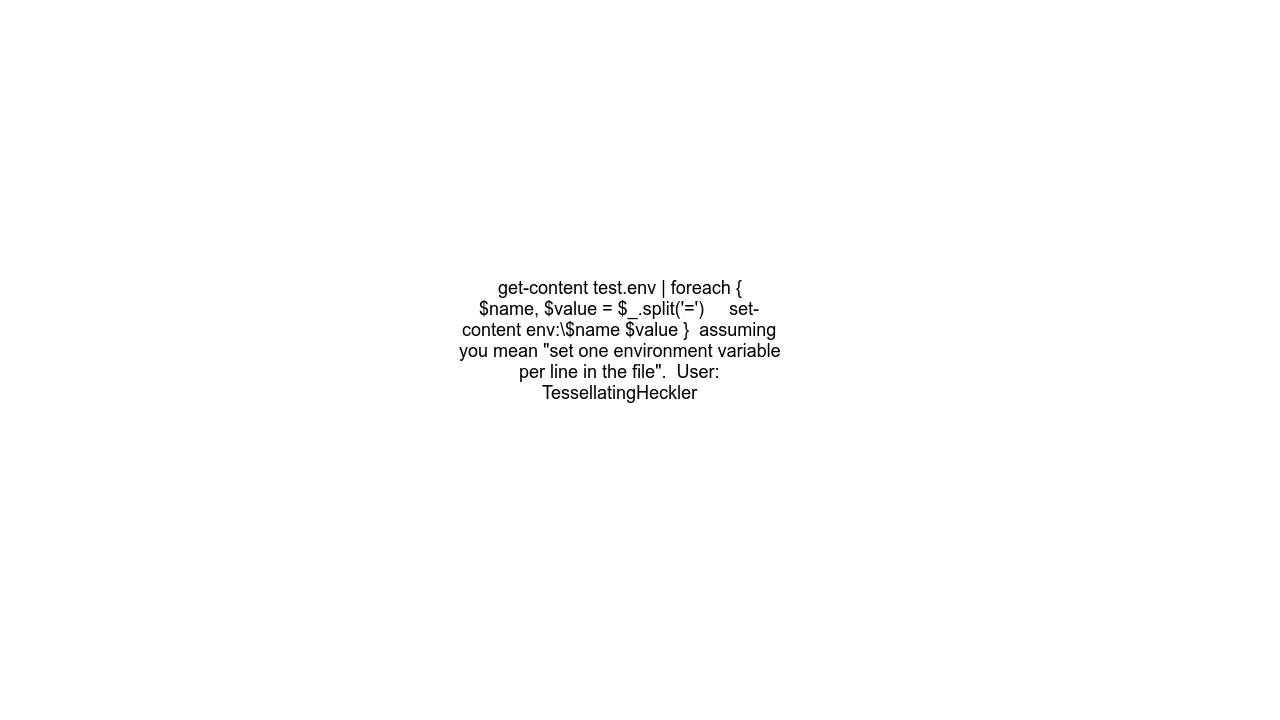 get-content test.env | foreach {
$name, $value = $_.split('=')     set-
content env:\$name $value }  assuming
you mean "set one environment variable
per line in the file".  User:
TessellatingHeckler